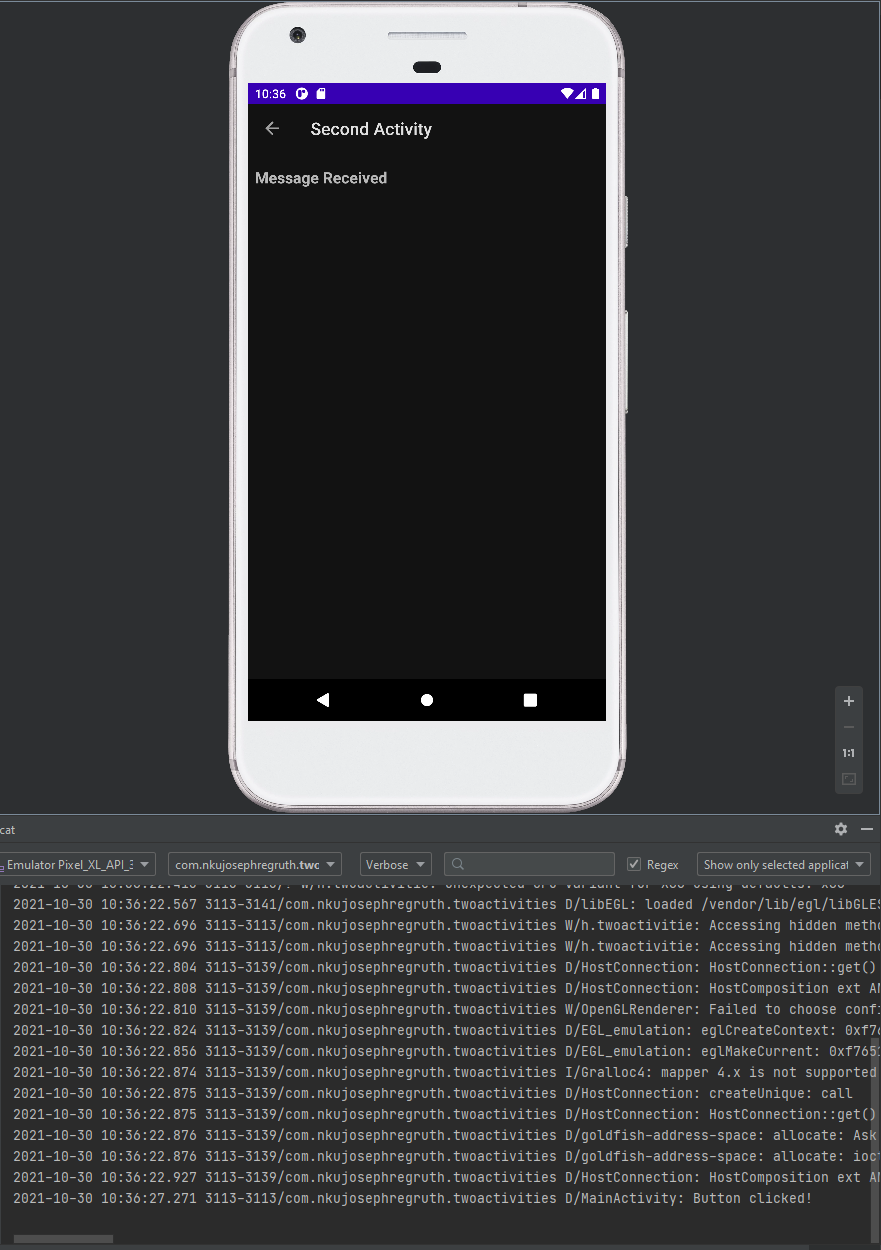 10:36
Second Activity
Message Received
1:1
cat
Emulator Pixel_XL_API_3 com.nkujosephregruth.twc Verbose Regex Show only selected applicat
2021-10-30 10:36:22.567 3113-3141/com.nkujosephregruth.twoactivities D/libEGL: loaded /vendor/lib/egl/libGLES
2021-10-30 10:36:22.696 3113-3113/com.nkujosephregruth.twoactivities W/h.twoactivitie: Accessing hidden metho
2021-10-30 10:36:22.696 3113-3113/com.nkujosephregruth.twoactivities W/h.twoactivitie: Accessing hidden metho
2021-10-30 10:36:22.804 3113-3139/com.nkujosephregruth.twoactivities D/HostConnection: HostConnection::get()
2021-10-30 10:36:22.808 3113-3139/com.nkujosephregruth.twoactivities D/HostConnection: HostComposition ext AN
2021-10-30 10:36:22.810 3113-3139/com.nkujosephregruth.twoactivities W/OpenGLRenderer: Failed to choose confi
2021-10-30 10:36:22.824 3113-3139/com.nkujosephregruth.twoactivities D/EGL_emulation: eglCreateContext: 0xf76
2021-10-30 10:36:22.856 3113-3139/com.nkujosephregruth.twoactivities D/EGL_emulation: eglMakeCurrent: 0xf765
2021-10-30 10:36:22.874 3113-3139/com.nkujosephregruth.twoactivities I/Gralloc4: mapper 4.x is not supported
2021-10-30 10:36:22.875 3113-3139/com.nkujosephregruth.twoactivities D/HostConnection: createUnique: call
2021-10-30 10:36:22.875 3113-3139/com.nkujosephregruth.twoactivities D/HostConnection: HostConnection::get()
2021-10-30 10:36:22.876 3113-3139/com.nkujosephregruth.twoactivities D/goldfish-address-space: allocate: Ask
2021-10-30 10:36:22.876 3113-3139/com.nkujosephregruth.twoactivities D/goldfish-address-space: allocate: ioct
2021-10-30 10:36:22.927 3113-3139/com.nkujosephregruth.twoactivities D/HostConnection: HostComposition ext AN
2021-10-30 10:36:27.271 3113-3113/com.nkujosephregruth.twoactivities D/MainActivity: Button clicked!